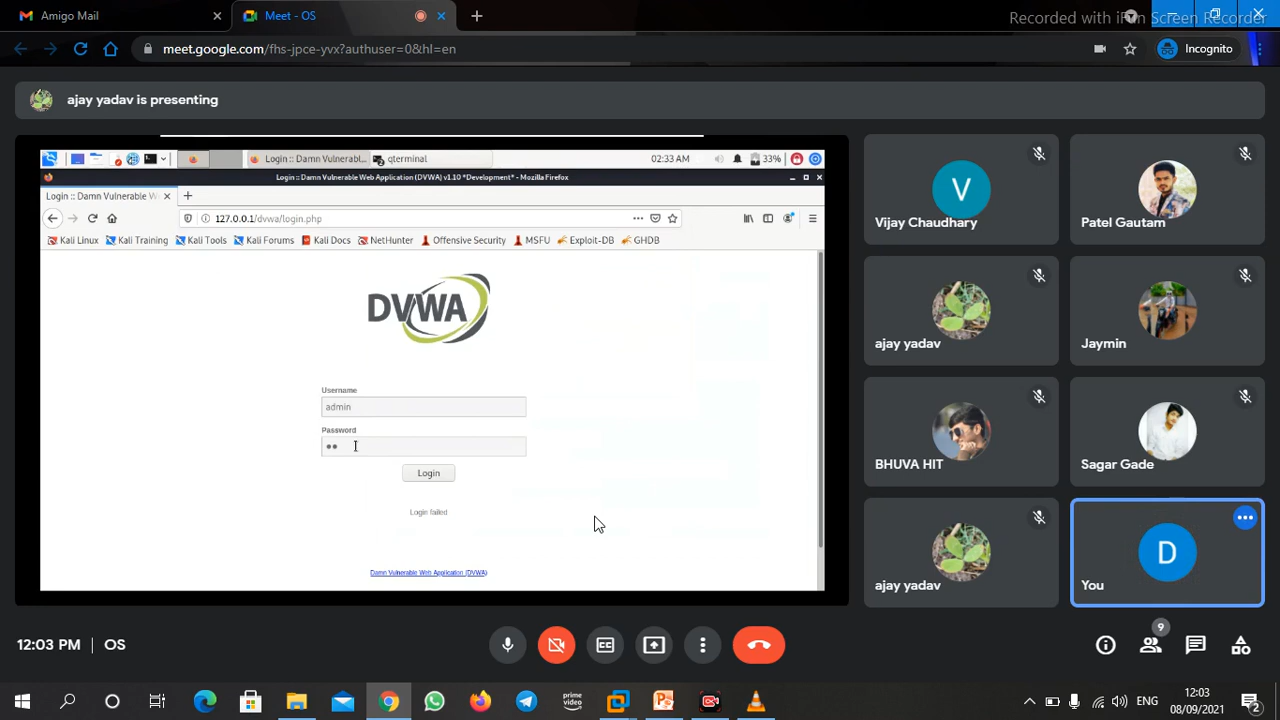 Amigo Mail
Meet - OS
Recorded with iFun Screen Recorder
meet.google.com/fhs-jpce-yvx?authuser=0&hl=en
Incognito
ajay yadav is presenting
Login :: Damn Vulnerabl...
qterminal
02:33 AM
33%
Login :: Damn Vulnerable Web Application (DVWA) v1.10 *Development* - Mozilla Firefox
Login :: Damn Vulnerable W
127.0.0.1/dvwa/login.php
Kali Linux
Kali Training
Kali Tools
Kali Forums
Kali Docs
NetHunter
Offensive Security
MSFU
Exploit-DB
GHDB
DVWA
Username
admin
Password
Login
Login failed
Damn Vulnerable Web Application (DVWA)
V
Vijay Chaudhary
Patel Gautam
ajay yadav
Jaymin
BHUVA HIT
Sagar Gade
ajay yadav
D
You
12:03 PM | OS
CC
9
ENG
12:03
08/09/2021
2
prime video